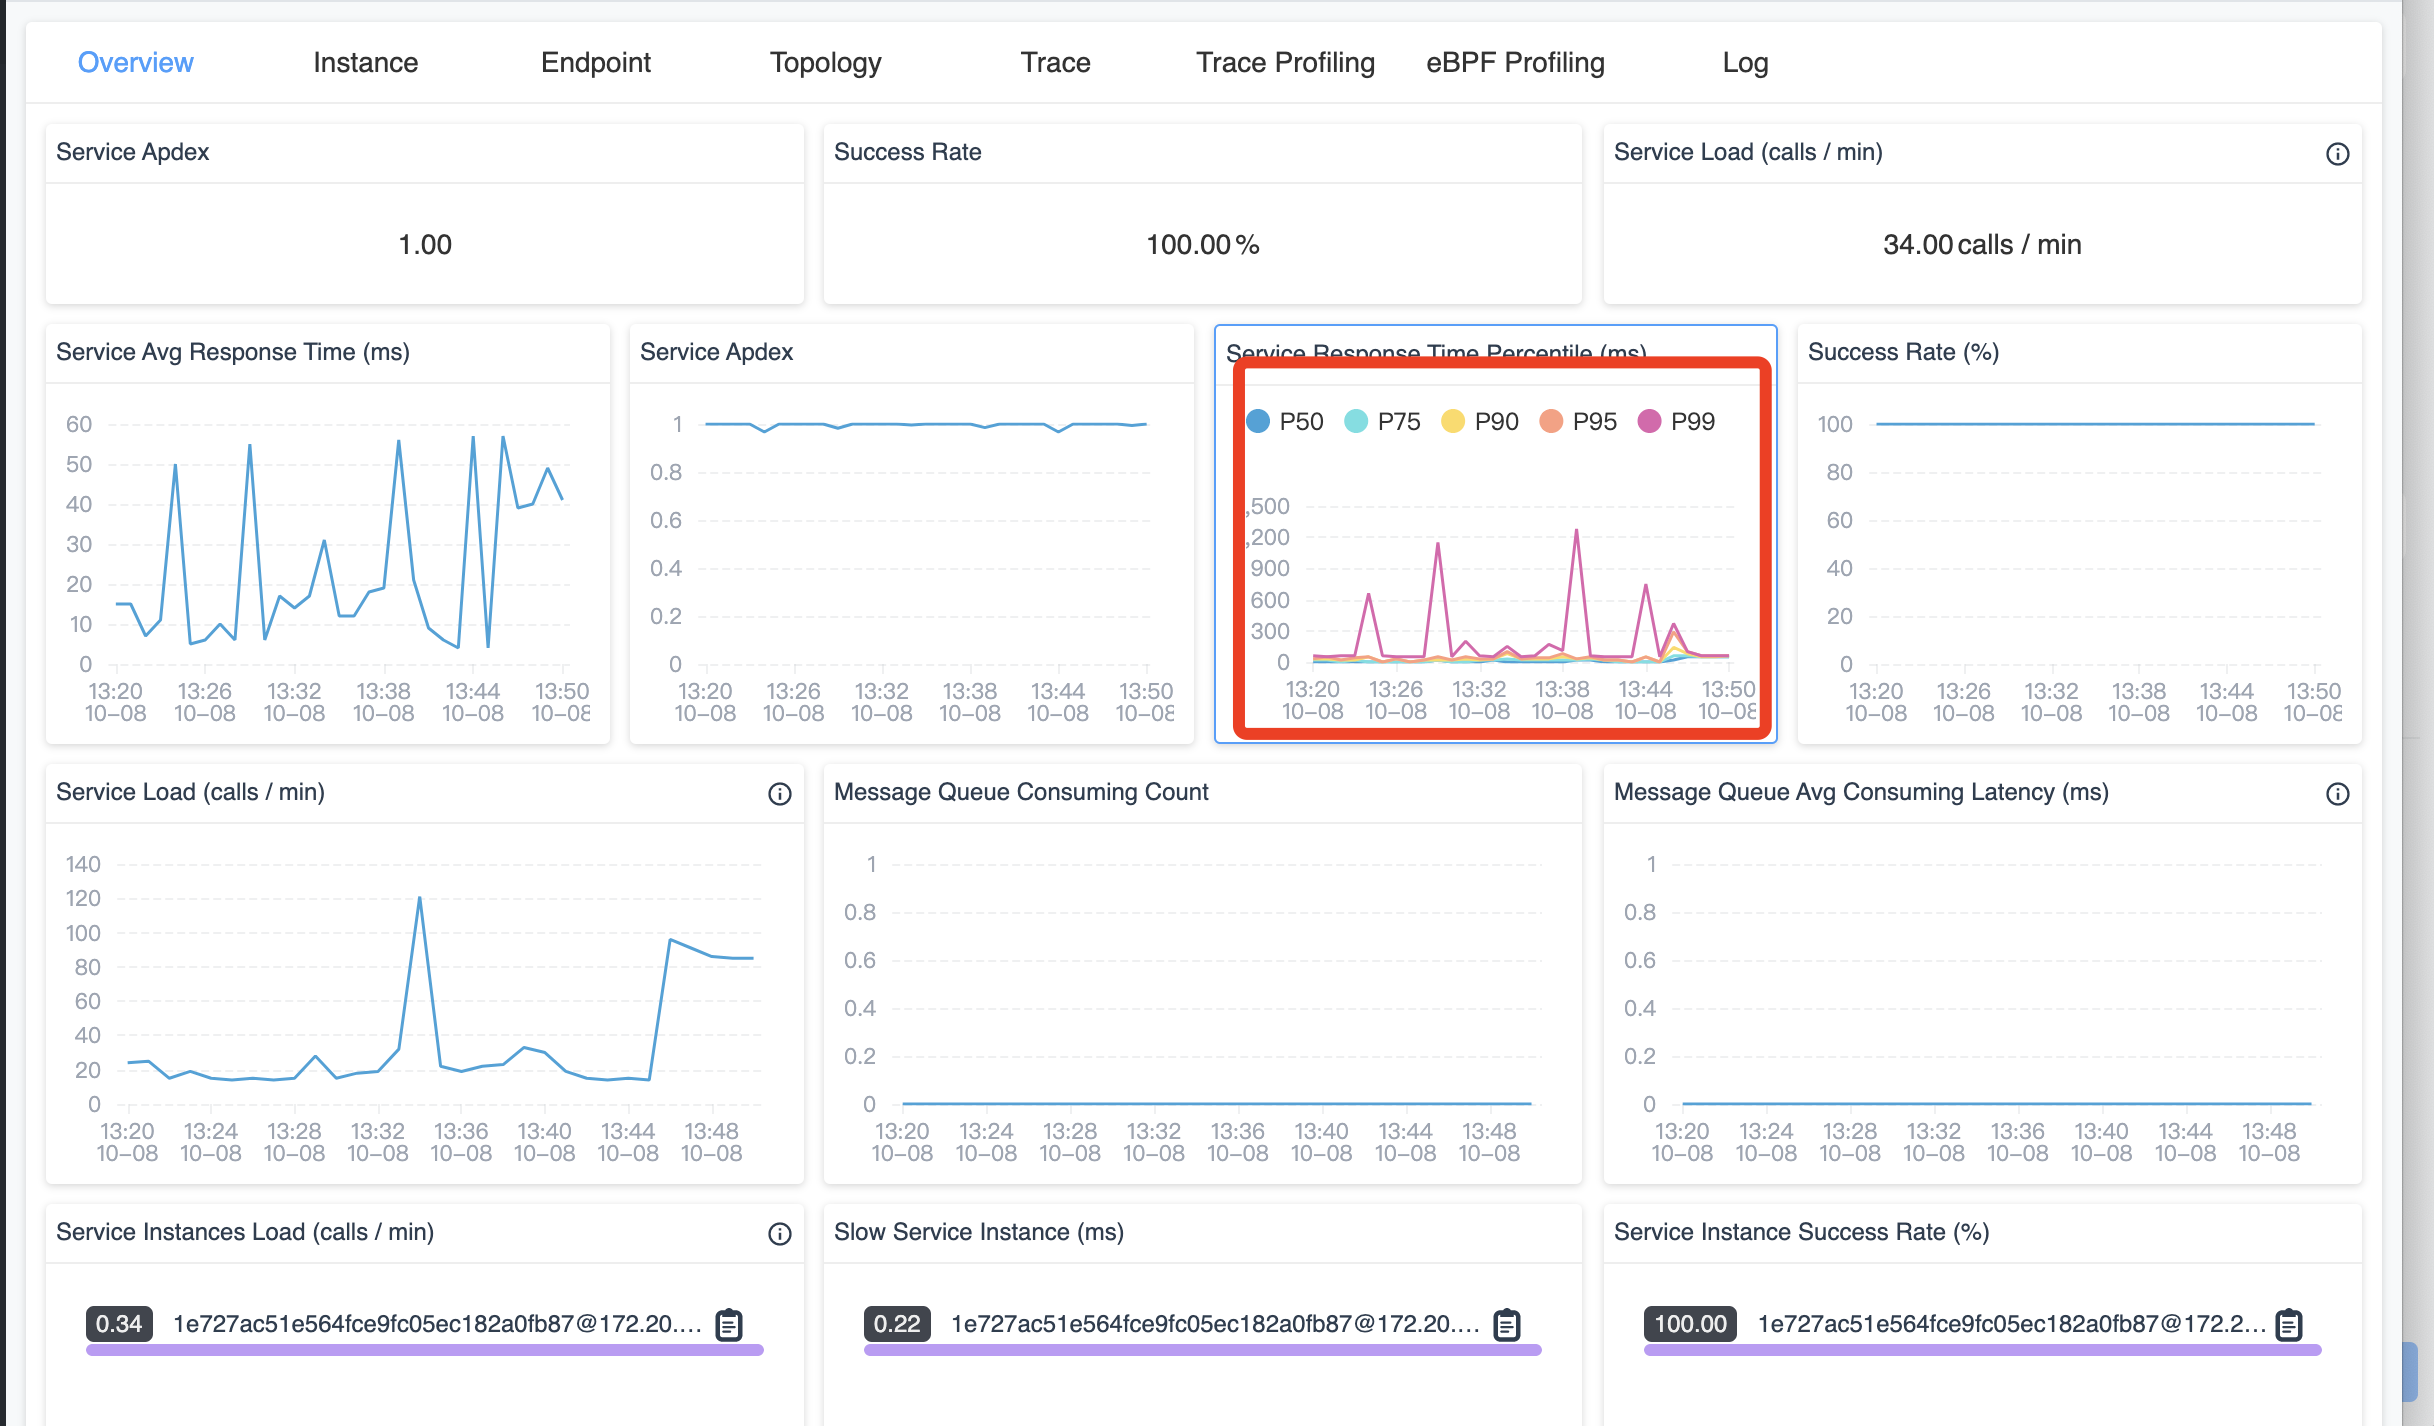 Overview Instance Endpoint Topology Trace Trace Profiling eBPF Profiling Log
Service Apdex
1.00
Success Rate
100.00%
Service Load (calls / min)
34.00 calls / min
Service Avg Response Time (ms)
60
50
40
30
20
10
0
13:20 13:26 13:32 13:38 13:44 13:50
10-08 10-08 10-08 10-08 10-08 10-08
Service Apdex
1
0.8
0.6
0.4
0.2
0
13:20 13:26 13:32 13:38 13:44 13:50
10-08 10-08 10-08 10-08 10-08 10-08
Service Response Time Percentile (ms)
P50 P75 P90 P95 P99
,500
,200
900
600
300
0
13:20 13:26 13:32 13:38 13:44 13:50
10-08 10-08 10-08 10-08 10-08 10-08
Success Rate (%)
100
80
60
40
20
0
13:20 13:26 13:32 13:38 13:44 13:50
10-08 10-08 10-08 10-08 10-08 10-08
Service Load (calls / min)
140
120
100
80
60
40
20
0
13:20 13:24 13:28 13:32 13:36 13:40 13:44 13:48
10-08 10-08 10-08 10-08 10-08 10-08 10-08 10-08
Message Queue Consuming Count
1
0.8
0.6
0.4
0.2
0
13:20 13:24 13:28 13:32 13:36 13:40 13:44 13:48
10-08 10-08 10-08 10-08 10-08 10-08 10-08 10-08
Message Queue Avg Consuming Latency (ms)
1
0.8
0.6
0.4
0.2
0
13:20 13:24 13:28 13:32 13:36 13:40 13:44 13:48
10-08 10-08 10-08 10-08 10-08 10-08 10-08 10-08
Service Instances Load (calls / min)
0.34 1e727ac51e564fce9fc05ec182a0fb87@172.20....
Slow Service Instance (ms)
0.22 1e727ac51e564fce9fc05ec182a0fb87@172.20....
Service Instance Success Rate (%)
100.00 1e727ac51e564fce9fc05ec182a0fb87@172.2...